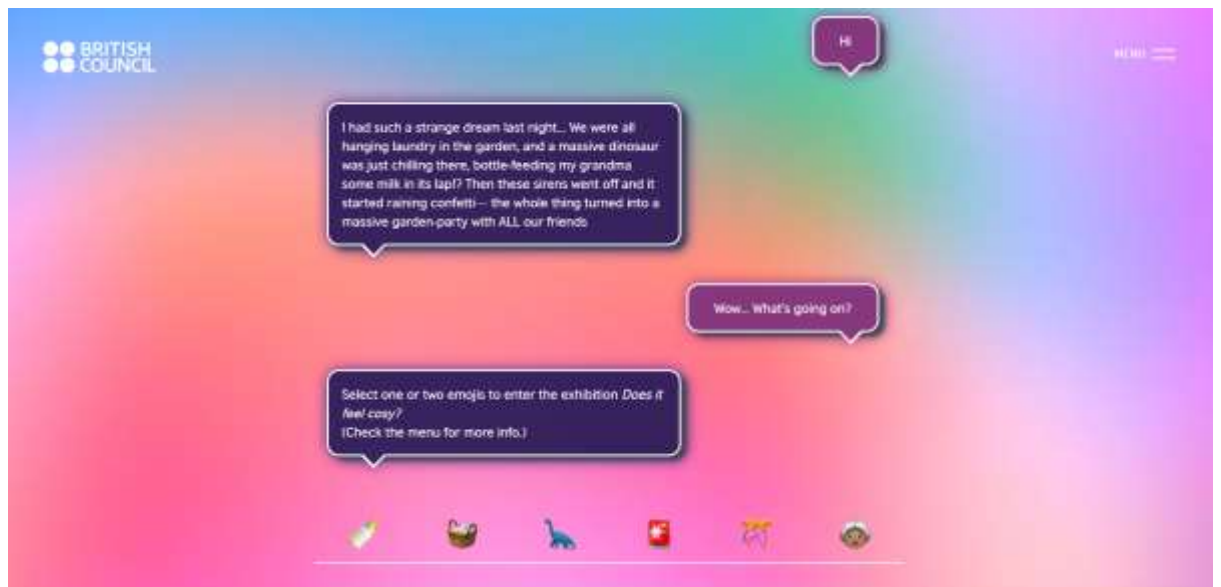 BRITISH
COUNCIL
Hi
MENU
I had such a strange dream last night... We were all
hanging laundry in the garden, and a massive dinosaur
was just chilling there, bottle-feeding my grandma
some milk in its lap!? Then these sirens went off and it
started raining confetti— the whole thing turned into a
massive garden-party with ALL our friends
Wow... What's going on?
Select one or two emojis to enter the exhibition Does it
feel cosy?
(Check the menu for more info.)